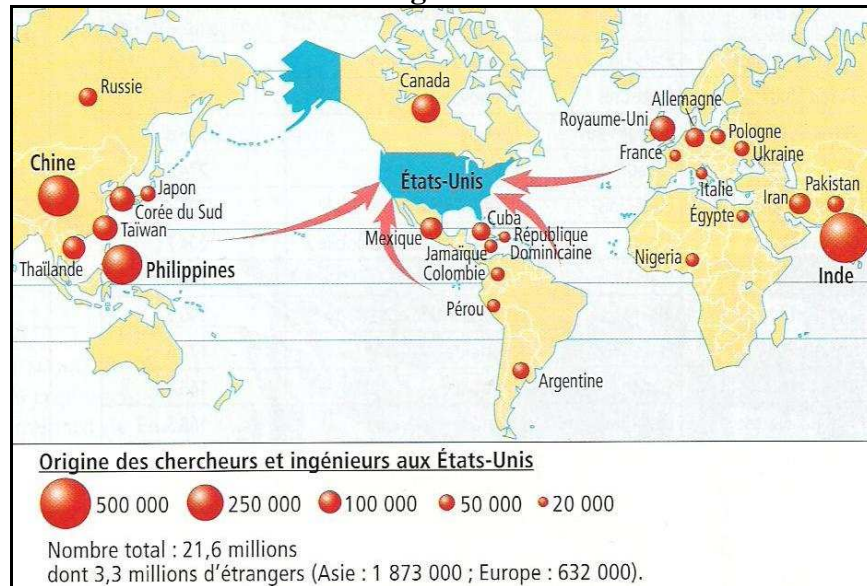 Russie
Canada
Allemagne
Royaume-Uni
Pologne
France
Ukraine
Chine
Japon
États-Unis
Italie
Iran
Pakistan
Corée du Sud
Taïwan
Cuba
Égypte
Mexique
République
Dominicaine
Jamaïque
Thaïlande
Philippines
Colombie
Nigeria
Inde
Pérou
Argentine
Origine des chercheurs et ingénieurs aux États-Unis
500 000 250 000 100 000 50 000 20 000
Nombre total : 21,6 millions
dont 3,3 millions d'étrangers (Asie : 1 873 000 ; Europe : 632 000).